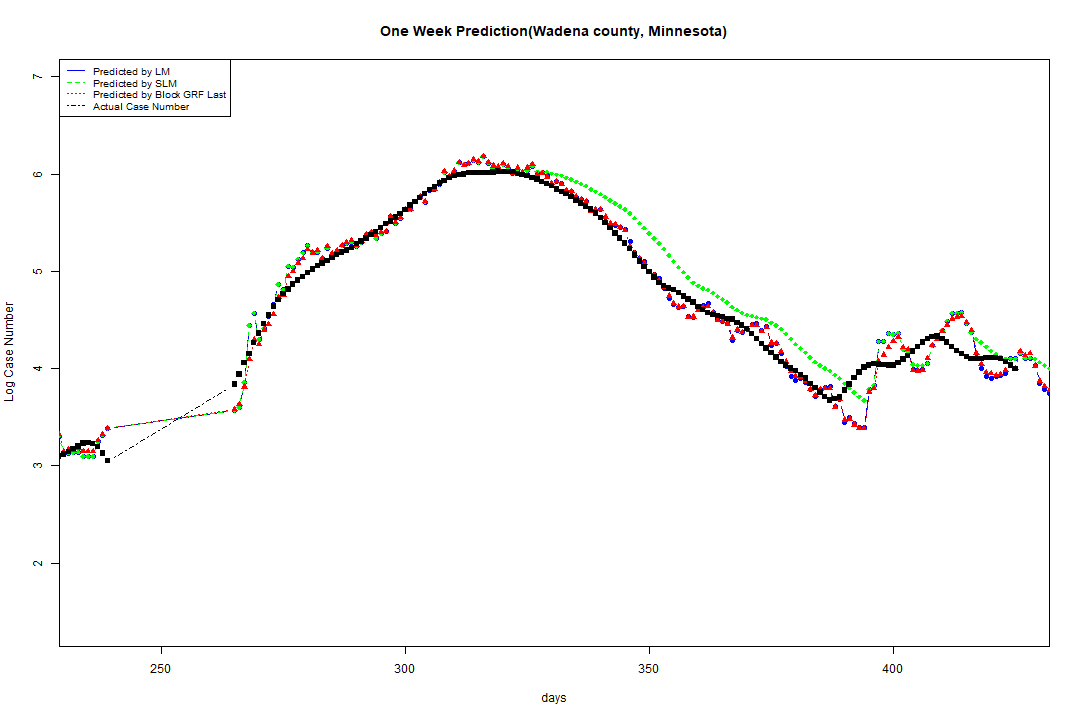 One Week Prediction(Wadena county, Minnesota)
Predicted by LM
Predicted by SLM
Predicted by Block GRF Last
Actual Case Number
7
6
5
4
3
2
Log Case Number
250 300 350 400
days